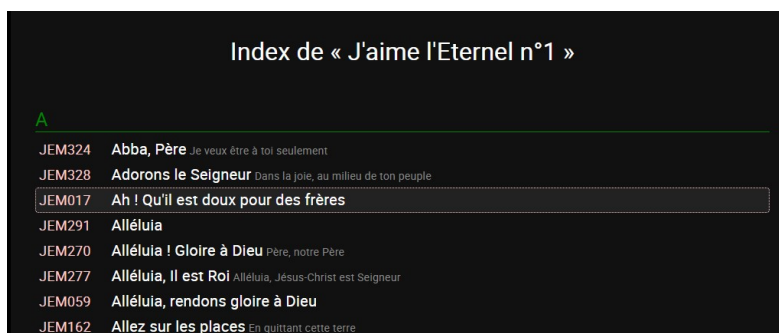 Index de « J'aime l'Eternel n°1 »
A
JEM324 Abba, Père Je veux être à toi seulement
JEM328 Adorons le Seigneur Dans la joie, au milieu de ton peuple
JEM017 Ah ! Qu'il est doux pour des frères
JEM291 Alléluia
JEM270 Alléluia ! Gloire à Dieu Père, notre Père
JEM277 Alléluia, Il est Roi Alléluia, Jésus-Christ est Seigneur
JEM059 Alléluia, rendons gloire à Dieu
JEM162 Allez sur les places En quittant cette terre